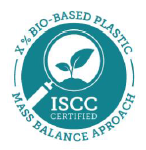 X % BIO-BASED PLASTIC
ISCC
CERTIFIED
MASS BALANCE APROACH